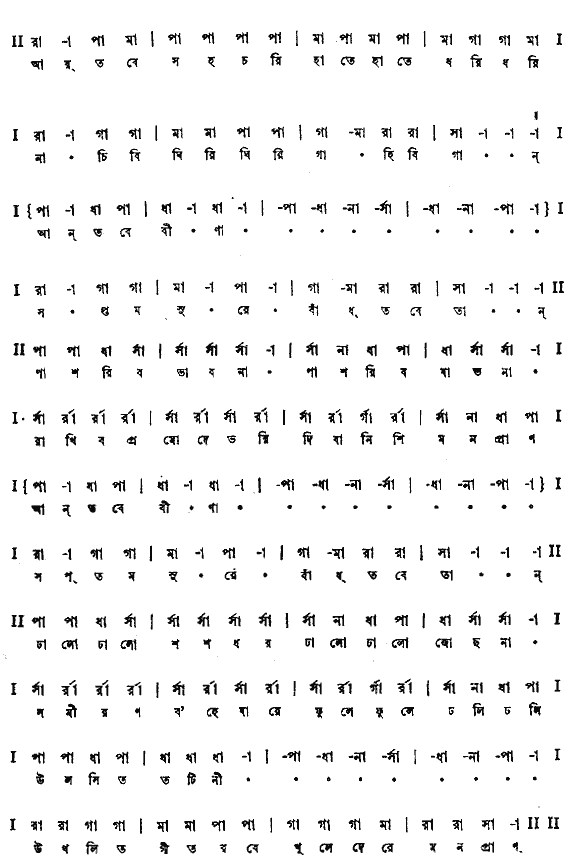 II রা -া পা মা | পা পা পা পা | মা পা মা পা | মা গা গা মা I
আ য়্ ত বে স হ চ রি হা তে হা তে ধ রি ধ রি
র
I রা -া গা গা | মা মা পা পা | গা -মা রা রা | সা -া -া -া I
না • চি বি ঘি রি ঘি রি গা • হি বি গা • • ন্
I {পা -া ধা পা | ধা -া ধা -া | -পা -ধা -না -র্সা | -ধা -না -পা -া} I
আ ন্ ত বে বী • ণা • • • • • • • • •
I রা -া গা গা | মা -া পা -া | গা -মা রা রা | সা -া -া -া II
স • প্ত ম সু • রে • বাঁ ধ্ ত বে তা • • ন্
II পা পা ধা র্সা | র্সা র্সা র্সা -া | র্সা না ধা পা | ধা র্সা র্সা -া I
পা শ রি ব ভা ব না • পা শ রি ব যা ত না •
I র্সা র্রা র্রা র্রা | র্সা র্রা র্সা র্রা | র্সা র্রা র্গা র্রা | র্সা না ধা পা I
রা খি ব প্র মো দে ভ রি দি বা নি শি ম ন প্রা ণ
I {পা -া ধা পা | ধা -া ধা -া | -পা -ধা -না -র্সা | -ধা -না -পা -া} I
আ ন্ ত বে বী • ণা • • • • • • • • •
I রা -া গা গা | মা -া পা -া | গা -মা রা রা | সা -া -া -া II
স প্ ত ম সু • রে • বাঁ ধ্ ত বে তা • • ন্
II পা পা ধা র্সা | র্সা র্সা র্সা র্সা | র্সা না ধা পা | ধা র্সা র্সা -া I
ঢা লো ঢা লো শ শ ধ র ঢা লো ঢা লো জো ছ না •
I র্সা র্রা র্রা র্রা | র্সা র্রা র্সা র্রা | র্সা র্রা র্গা র্রা | র্সা না ধা পা I
স মী র ণ ব' হে যা রে ফু লে ফু লে ঢ লি ঢ লি
I পা পা ধা পা | ধা ধা ধা -া | -পা -ধা -না -র্সা | -ধা -না -পা -া I
উ ল সি ত ত টি নী • • • • • • • • •
I রা রা গা গা | মা মা পা পা | গা গা গা মা | রা রা সা -া II II
উ থ লি ত গী ত র বে খু লে দে রে ম ন প্রা ণ্